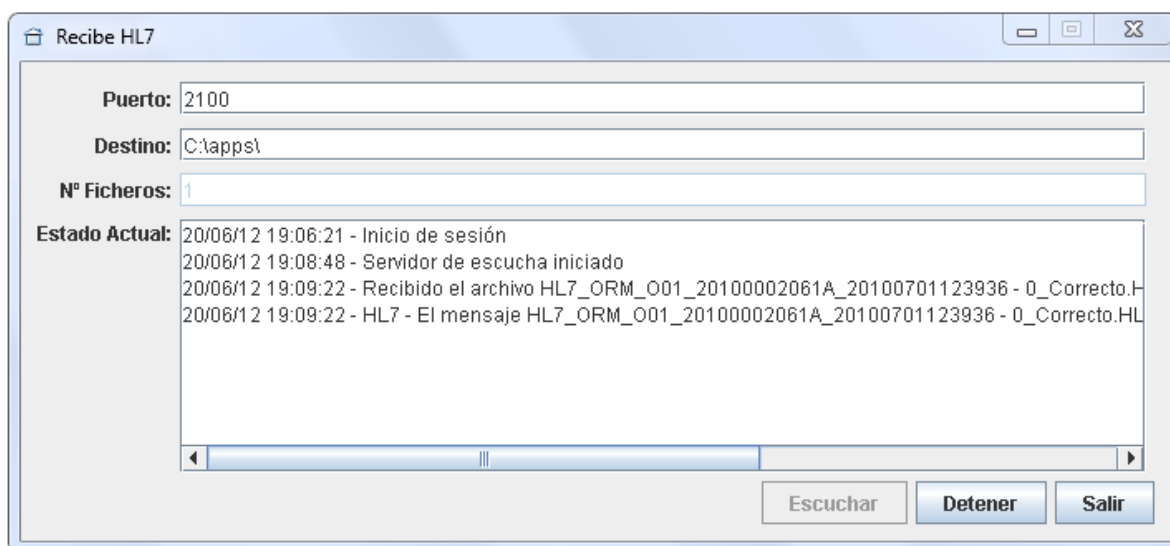 Recibe HL7
Puerto: 2100
Destino: C:\apps\
Nº Ficheros: 1
Estado Actual: 20/06/12 19:06:21 - Inicio de sesión
20/06/12 19:08:48 - Servidor de escucha iniciado
20/06/12 19:09:22 - Recibido el archivo HL7_ORM_O01_20100002061A_20100701123936 - 0_Correcto.H
20/06/12 19:09:22 - HL7 - El mensaje HL7_ORM_O01_20100002061A_20100701123936 - 0_Correcto.HL
Escuchar Detener Salir